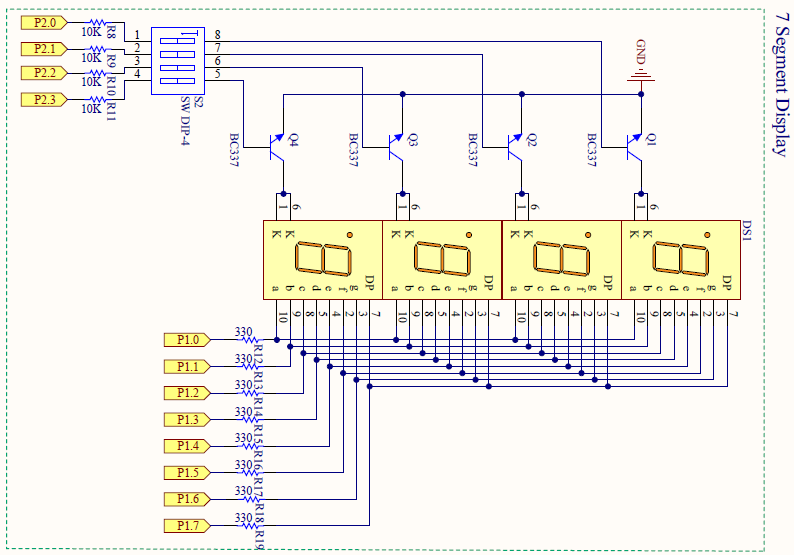 7 Segment Display
P2.0
P2.1
P2.2
P2.3
10K
10K
10K
10K
R8
R9
R10
R11
1
2
3
4
8
7
6
5
S2
SW DIP-4
GND
BC337
Q4
BC337
Q3
BC337
Q2
BC337
Q1
1 6
1 6
1 6
1 6
DS1
K K
K K
K K
K K
a b c d e f g DP
a b c d e f g DP
a b c d e f g DP
a b c d e f g DP
10 9 8 5 4 2 3 7
10 9 8 5 4 2 3 7
10 9 8 5 4 2 3 7
10 9 8 5 4 2 3 7
P1.0 330 R12
P1.1 330 R13
P1.2 330 R14
P1.3 330 R15
P1.4 330 R16
P1.5 330 R17
P1.6 330 R18
P1.7 330 R19